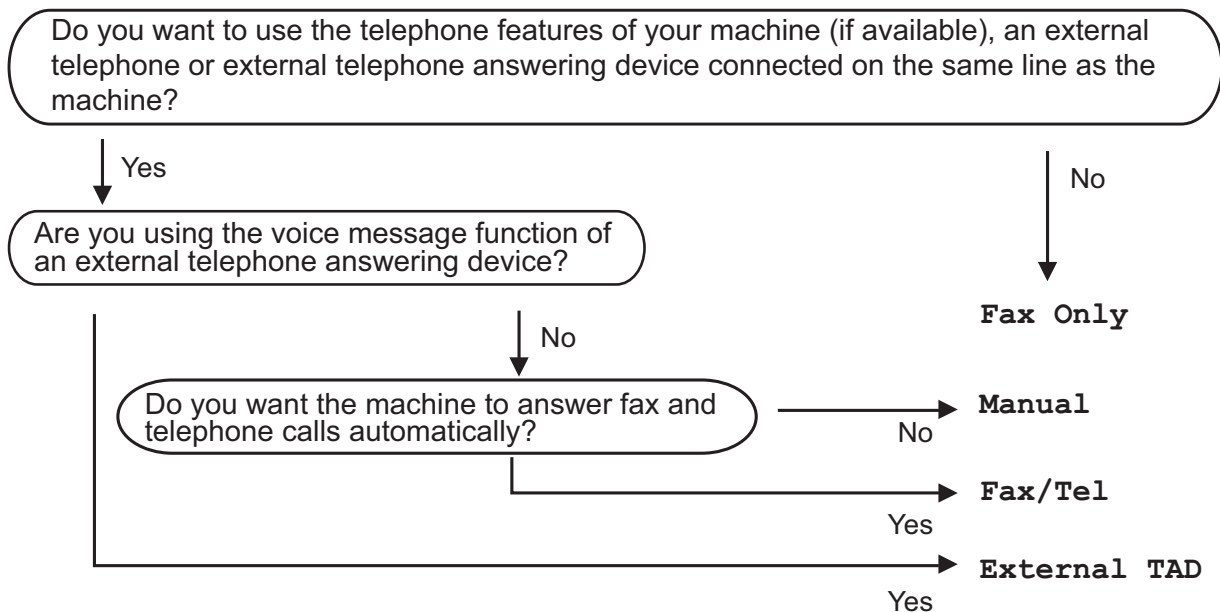 Do you want to use the telephone features of your machine (if available), an external
telephone or external telephone answering device connected on the same line as the
machine?
Yes
No
Are you using the voice message function of
an external telephone answering device?
Fax Only
No
Do you want the machine to answer fax and
telephone calls automatically?
Manual
No
Fax/Tel
Yes
External TAD
Yes